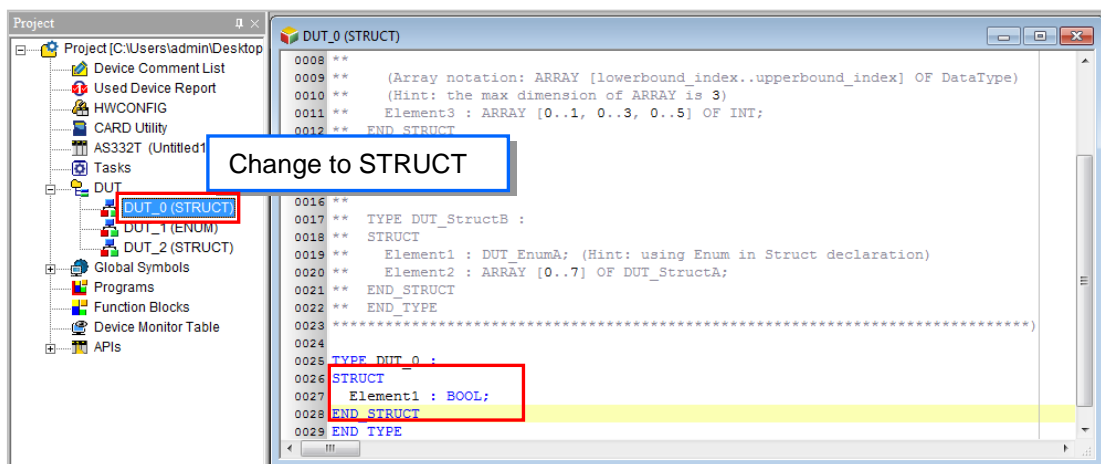 Project
Project [C:\Users\admin\Desktop
Device Comment List
Used Device Report
HWCONFIG
CARD Utility
AS332T (Untitled1
Tasks
DUT
DUT_0 (STRUCT)
DUT_1 (ENUM)
DUT_2 (STRUCT)
Global Symbols
Programs
Function Blocks
Device Monitor Table
APIs
Change to STRUCT
DUT_0 (STRUCT)
0008 **
0009 ** (Array notation: ARRAY [lowerbound_index..upperbound_index] OF DataType)
0010 ** (Hint: the max dimension of ARRAY is 3)
0011 ** Element3 : ARRAY [0..1, 0..3, 0..5] OF INT;
0012 ** END_STRUCT
0016 **
0017 ** TYPE DUT_StructB :
0018 ** STRUCT
0019 ** Element1 : DUT_EnumA; (Hint: using Enum in Struct declaration)
0020 ** Element2 : ARRAY [0..7] OF DUT_StructA;
0021 ** END_STRUCT
0022 ** END_TYPE
0023 ********************************************************************************)
0024
0025 TYPE DUT_0 :
0026 STRUCT
0027 Element1 : BOOL;
0028 END_STRUCT
0029 END_TYPE